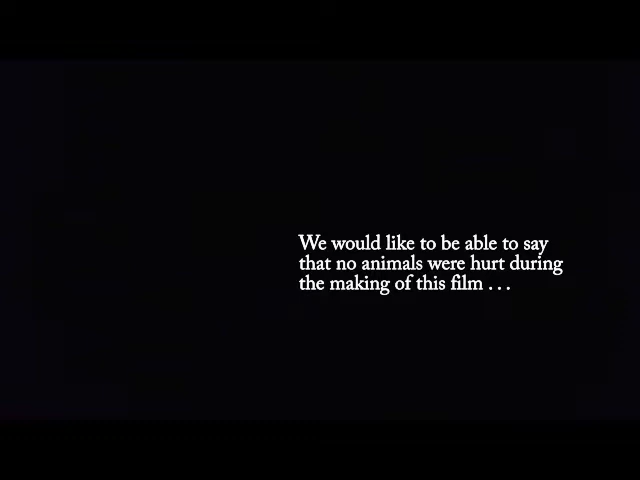 We would like to be able to say
that no animals were hurt during
the making of this film . . .